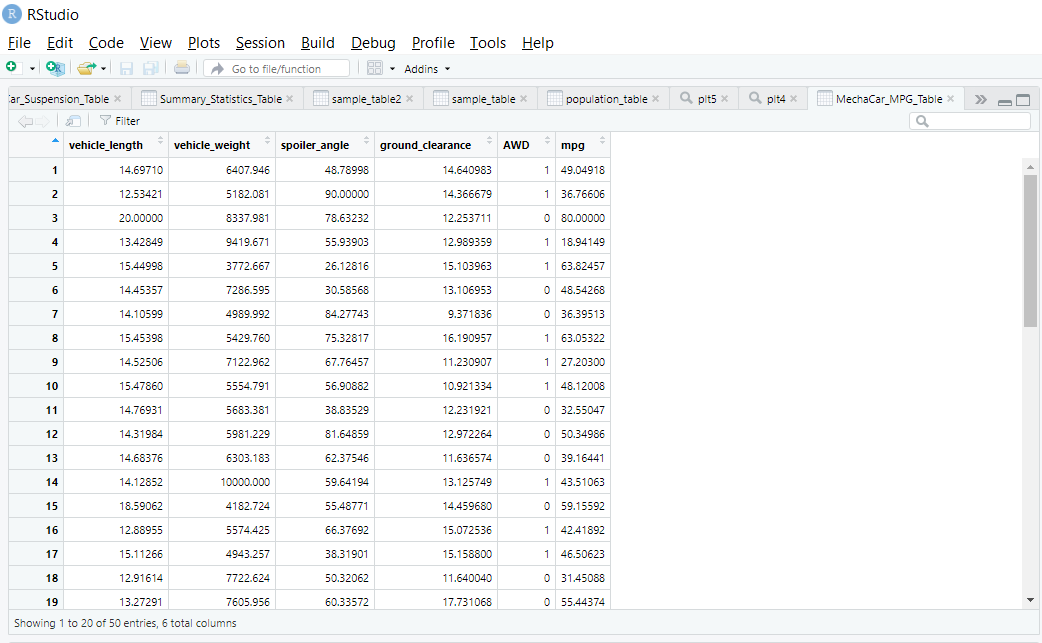 R RStudio
File Edit Code View Plots Session Build Debug Profile Tools Help
R Go to file/function Addins
ar_Suspension_Table Summary_Statistics_Table sample_table2 sample_table population_table plt5 plt4 MechaCar_MPG_Table
Filter
vehicle_length vehicle_weight spoiler_angle ground_clearance AWD mpg
1 14.69710 6407.946 48.78998 14.640983 1 49.04918
2 12.53421 5182.081 90.00000 14.366679 1 36.76606
3 20.00000 8337.981 78.63232 12.253711 0 80.00000
4 13.42849 9419.671 55.93903 12.989359 1 18.94149
5 15.44998 3772.667 26.12816 15.103963 1 63.82457
6 14.45357 7286.595 30.58568 13.106953 0 48.54268
7 14.10599 4989.992 84.27743 9.371836 0 36.39513
8 15.45398 5429.760 75.32817 16.190957 1 63.05322
9 14.52506 7122.962 67.76457 11.230907 1 27.20300
10 15.47860 5554.791 56.90882 10.921334 1 48.12008
11 14.76931 5683.381 38.83529 12.231921 0 32.55047
12 14.31984 5981.229 81.64859 12.972264 0 50.34986
13 14.68376 6303.183 62.37546 11.636574 0 39.16441
14 14.12852 10000.000 59.64194 13.125749 1 43.51063
15 18.59062 4182.724 55.48771 14.459680 0 59.15592
16 12.88955 5574.425 66.37692 15.072536 1 42.41892
17 15.11266 4943.257 38.31901 15.158800 1 46.50623
18 12.91614 7722.624 50.32062 11.640040 0 31.45088
19 13.27291 7605.956 60.33572 17.731068 0 55.44374
Showing 1 to 20 of 50 entries, 6 total columns